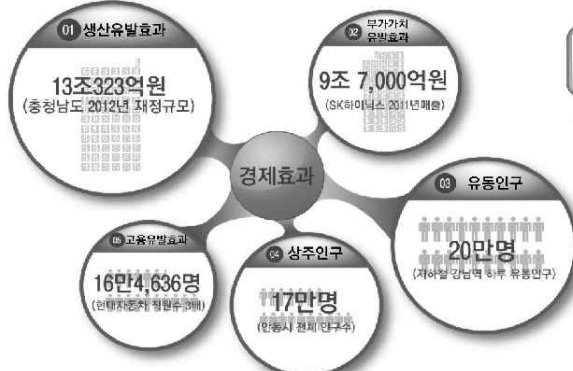 01 생산유발효과
13조323억원
(충청남도 2012년 재정규모)
02 부가가치
유발효과
9조 7,000억원
(SK하이닉스 2011년매출)
경제효과
03 유동인구
20만명
(지하철 강남역 하루 유동인구)
04 상주인구
17만명
(안동시 전체 인구수)
05 고용유발효과
16만4,636명
(현대자동차 직원수 3배)